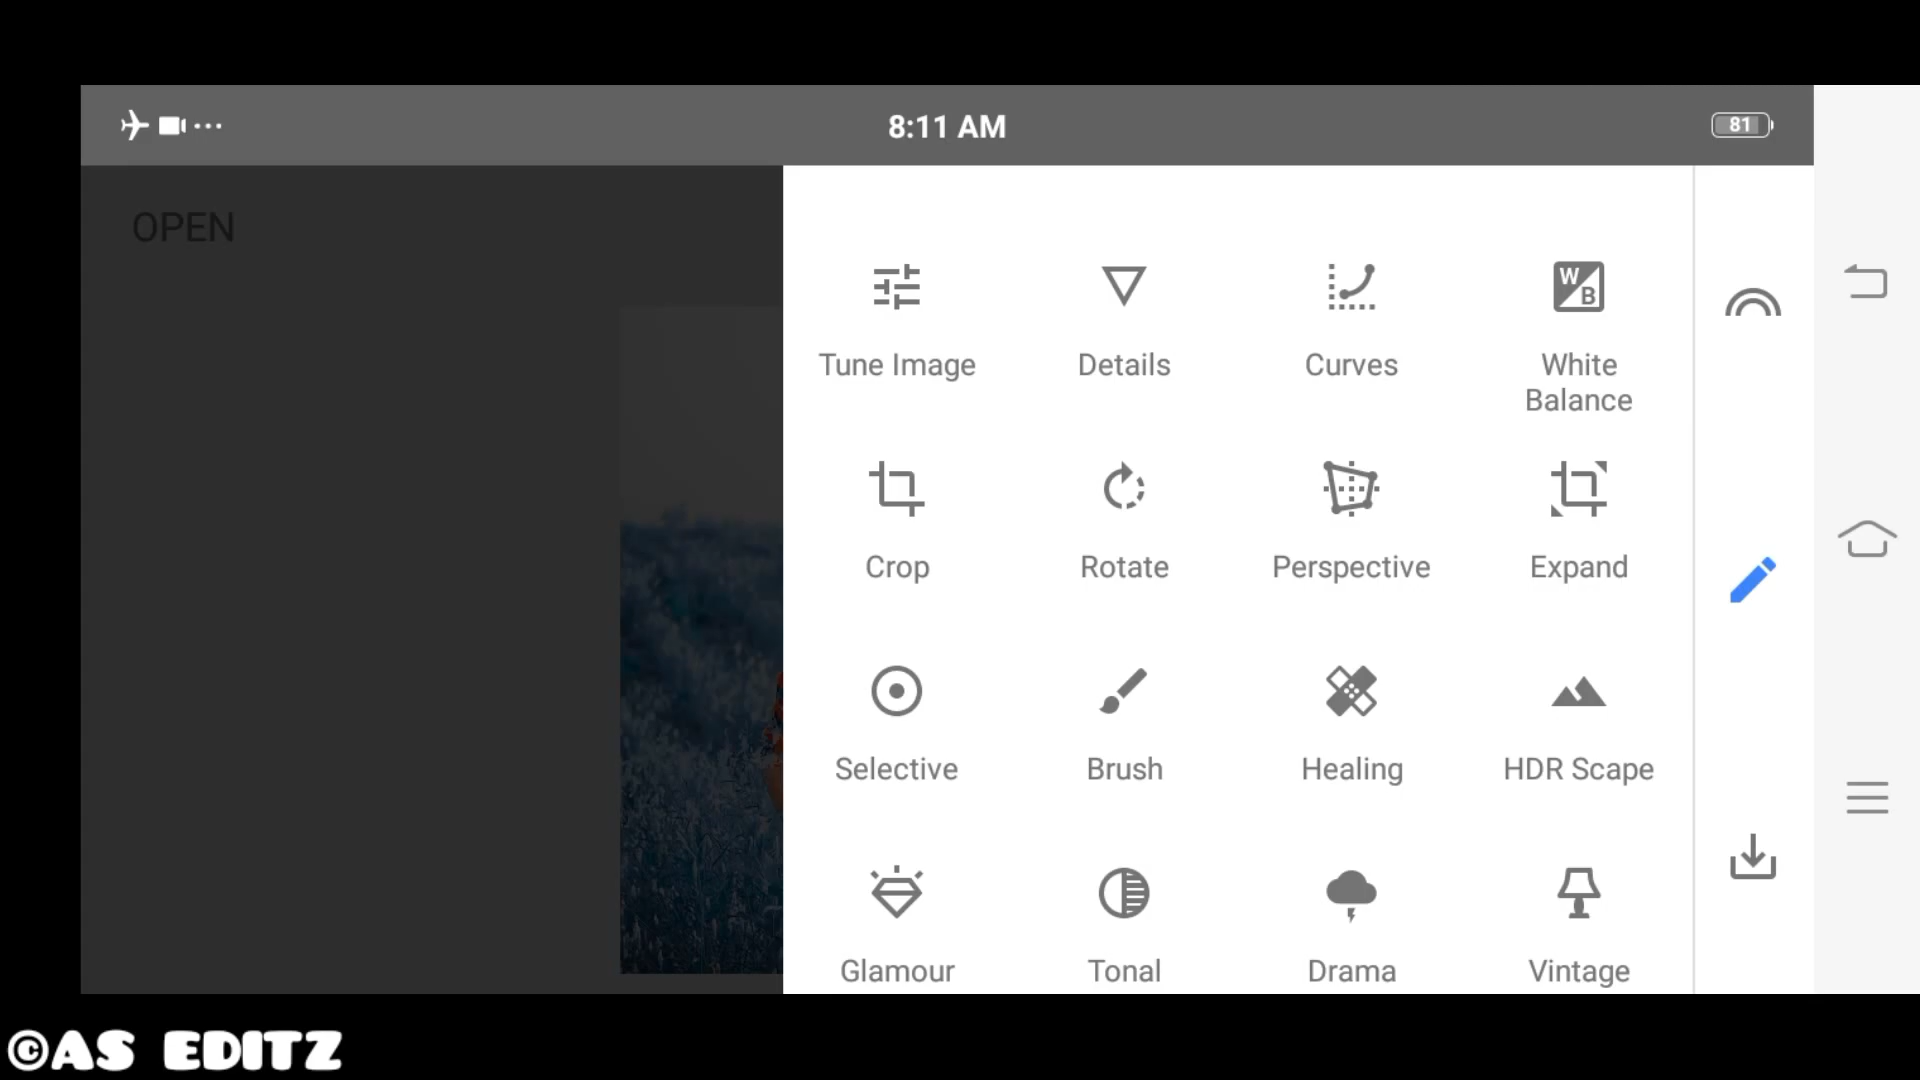 8:11 AM
81
OPEN
Tune Image
Details
Curves
WB
White
Balance
Crop
Rotate
Perspective
Expand
Selective
Brush
Healing
HDR Scape
Glamour
Tonal
Drama
Vintage
©AS EDITZ